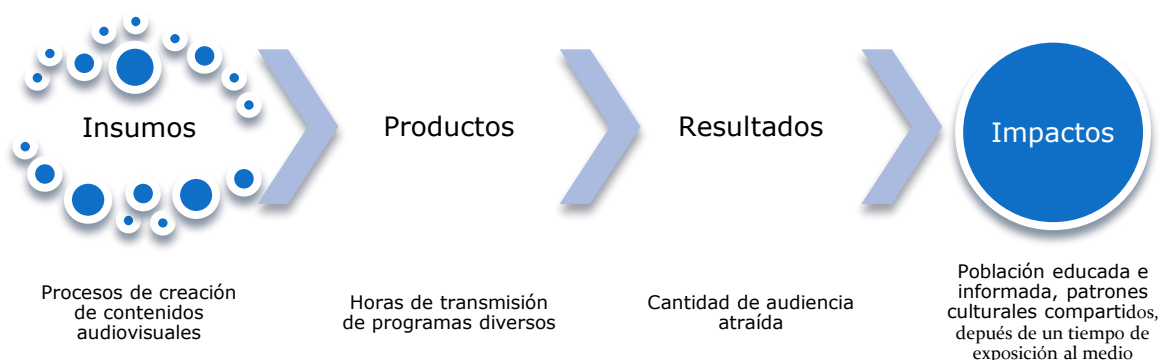 Insumos
Productos
Resultados
Impactos
Procesos de creación
de contenidos
audiovisuales
Horas de transmisión
de programas diversos
Cantidad de audiencia
atraída
Población educada e
informada, patrones
culturales compartidos,
depués de un tiempo de
exposición al medio